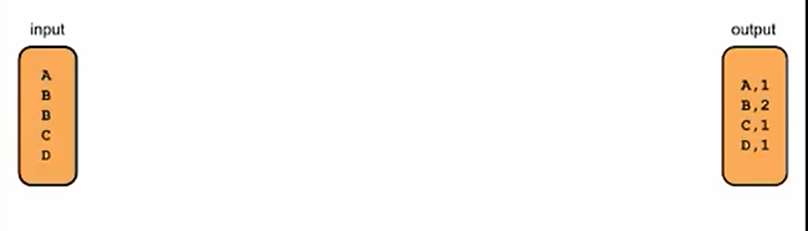 input
A
B
B
C
D
output
A,1
B,2
C,1
D,1